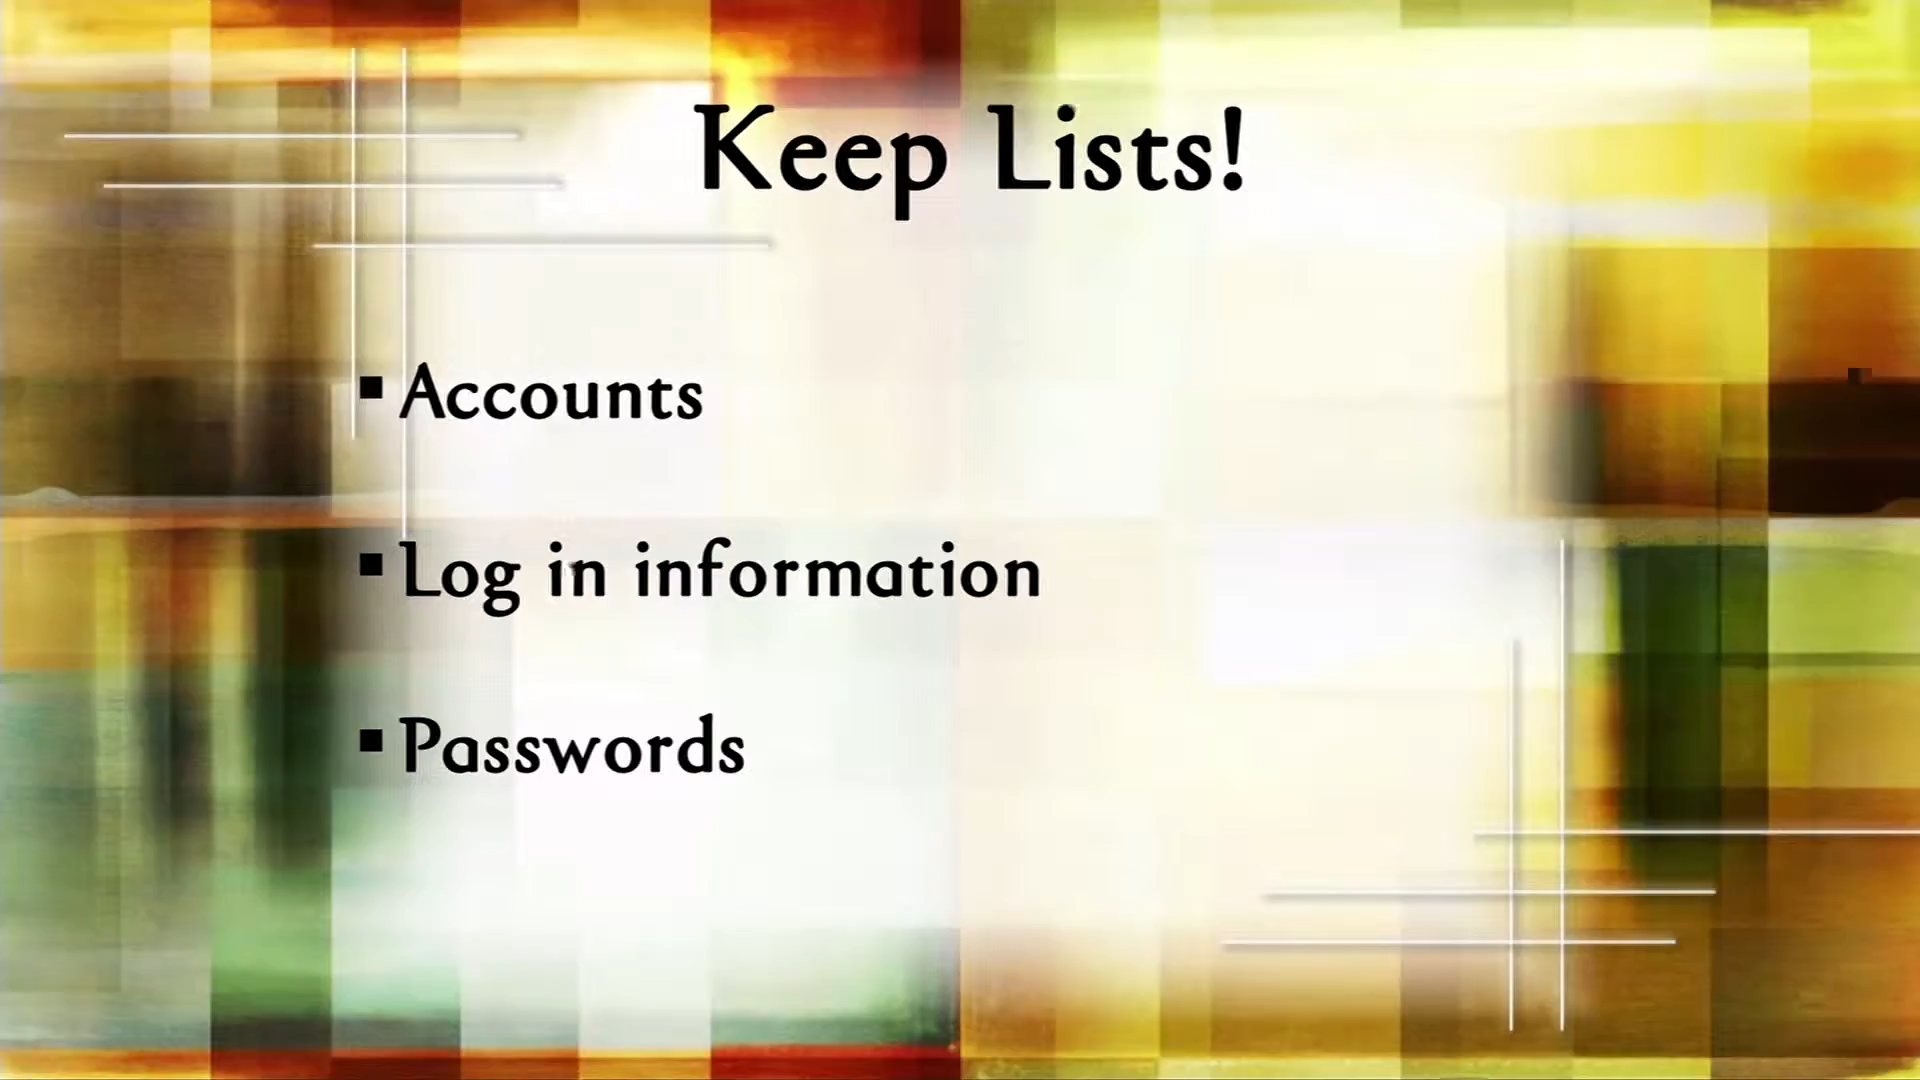 Keep Lists!
▪ Accounts
▪ Log in information
▪ Passwords